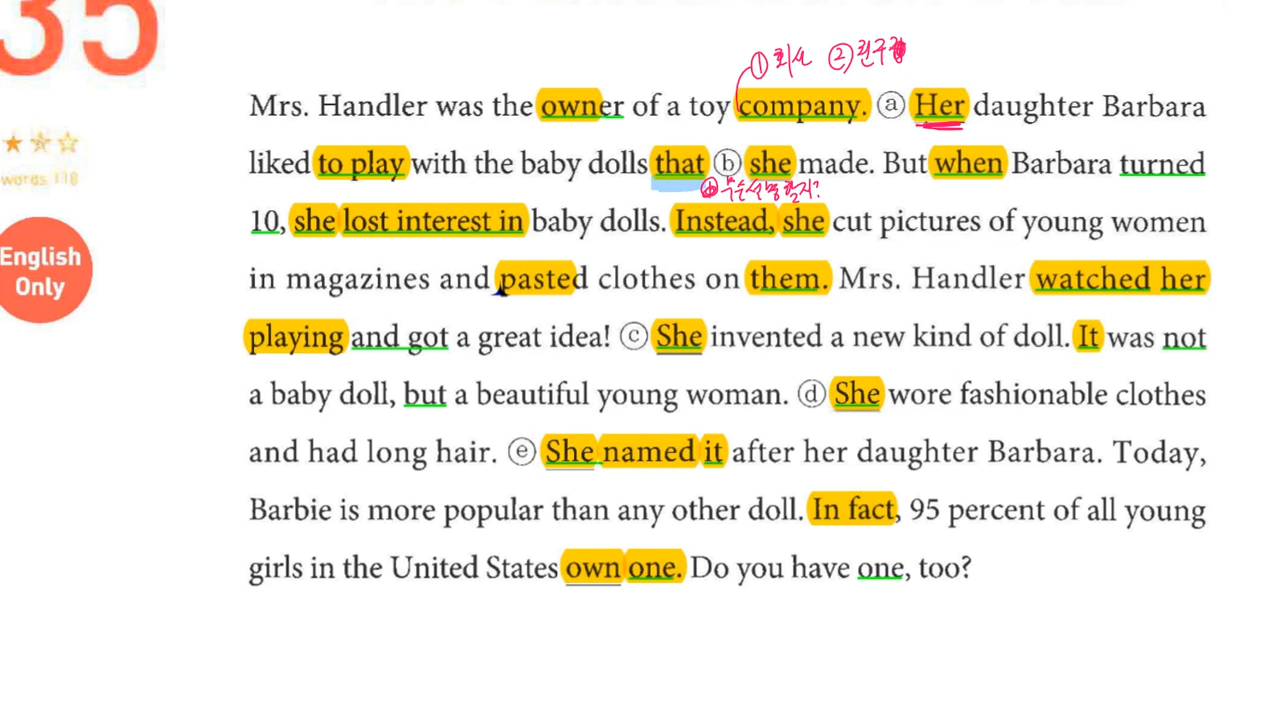 35
words 118
English
Only
① 회사 ②친구
Mrs. Handler was the owner of a toy company. ⓐ Her daughter Barbara
liked to play with the baby dolls that ⓑ she made. But when Barbara turned
10, she lost interest in baby dolls. Instead, she cut pictures of young women
in magazines and pasted clothes on them. Mrs. Handler watched her
playing and got a great idea! ⓒ She invented a new kind of doll. It was not
a baby doll, but a beautiful young woman. ⓓ She wore fashionable clothes
and had long hair. ⓔ She named it after her daughter Barbara. Today,
Barbie is more popular than any other doll. In fact, 95 percent of all young
girls in the United States own one. Do you have one, too?